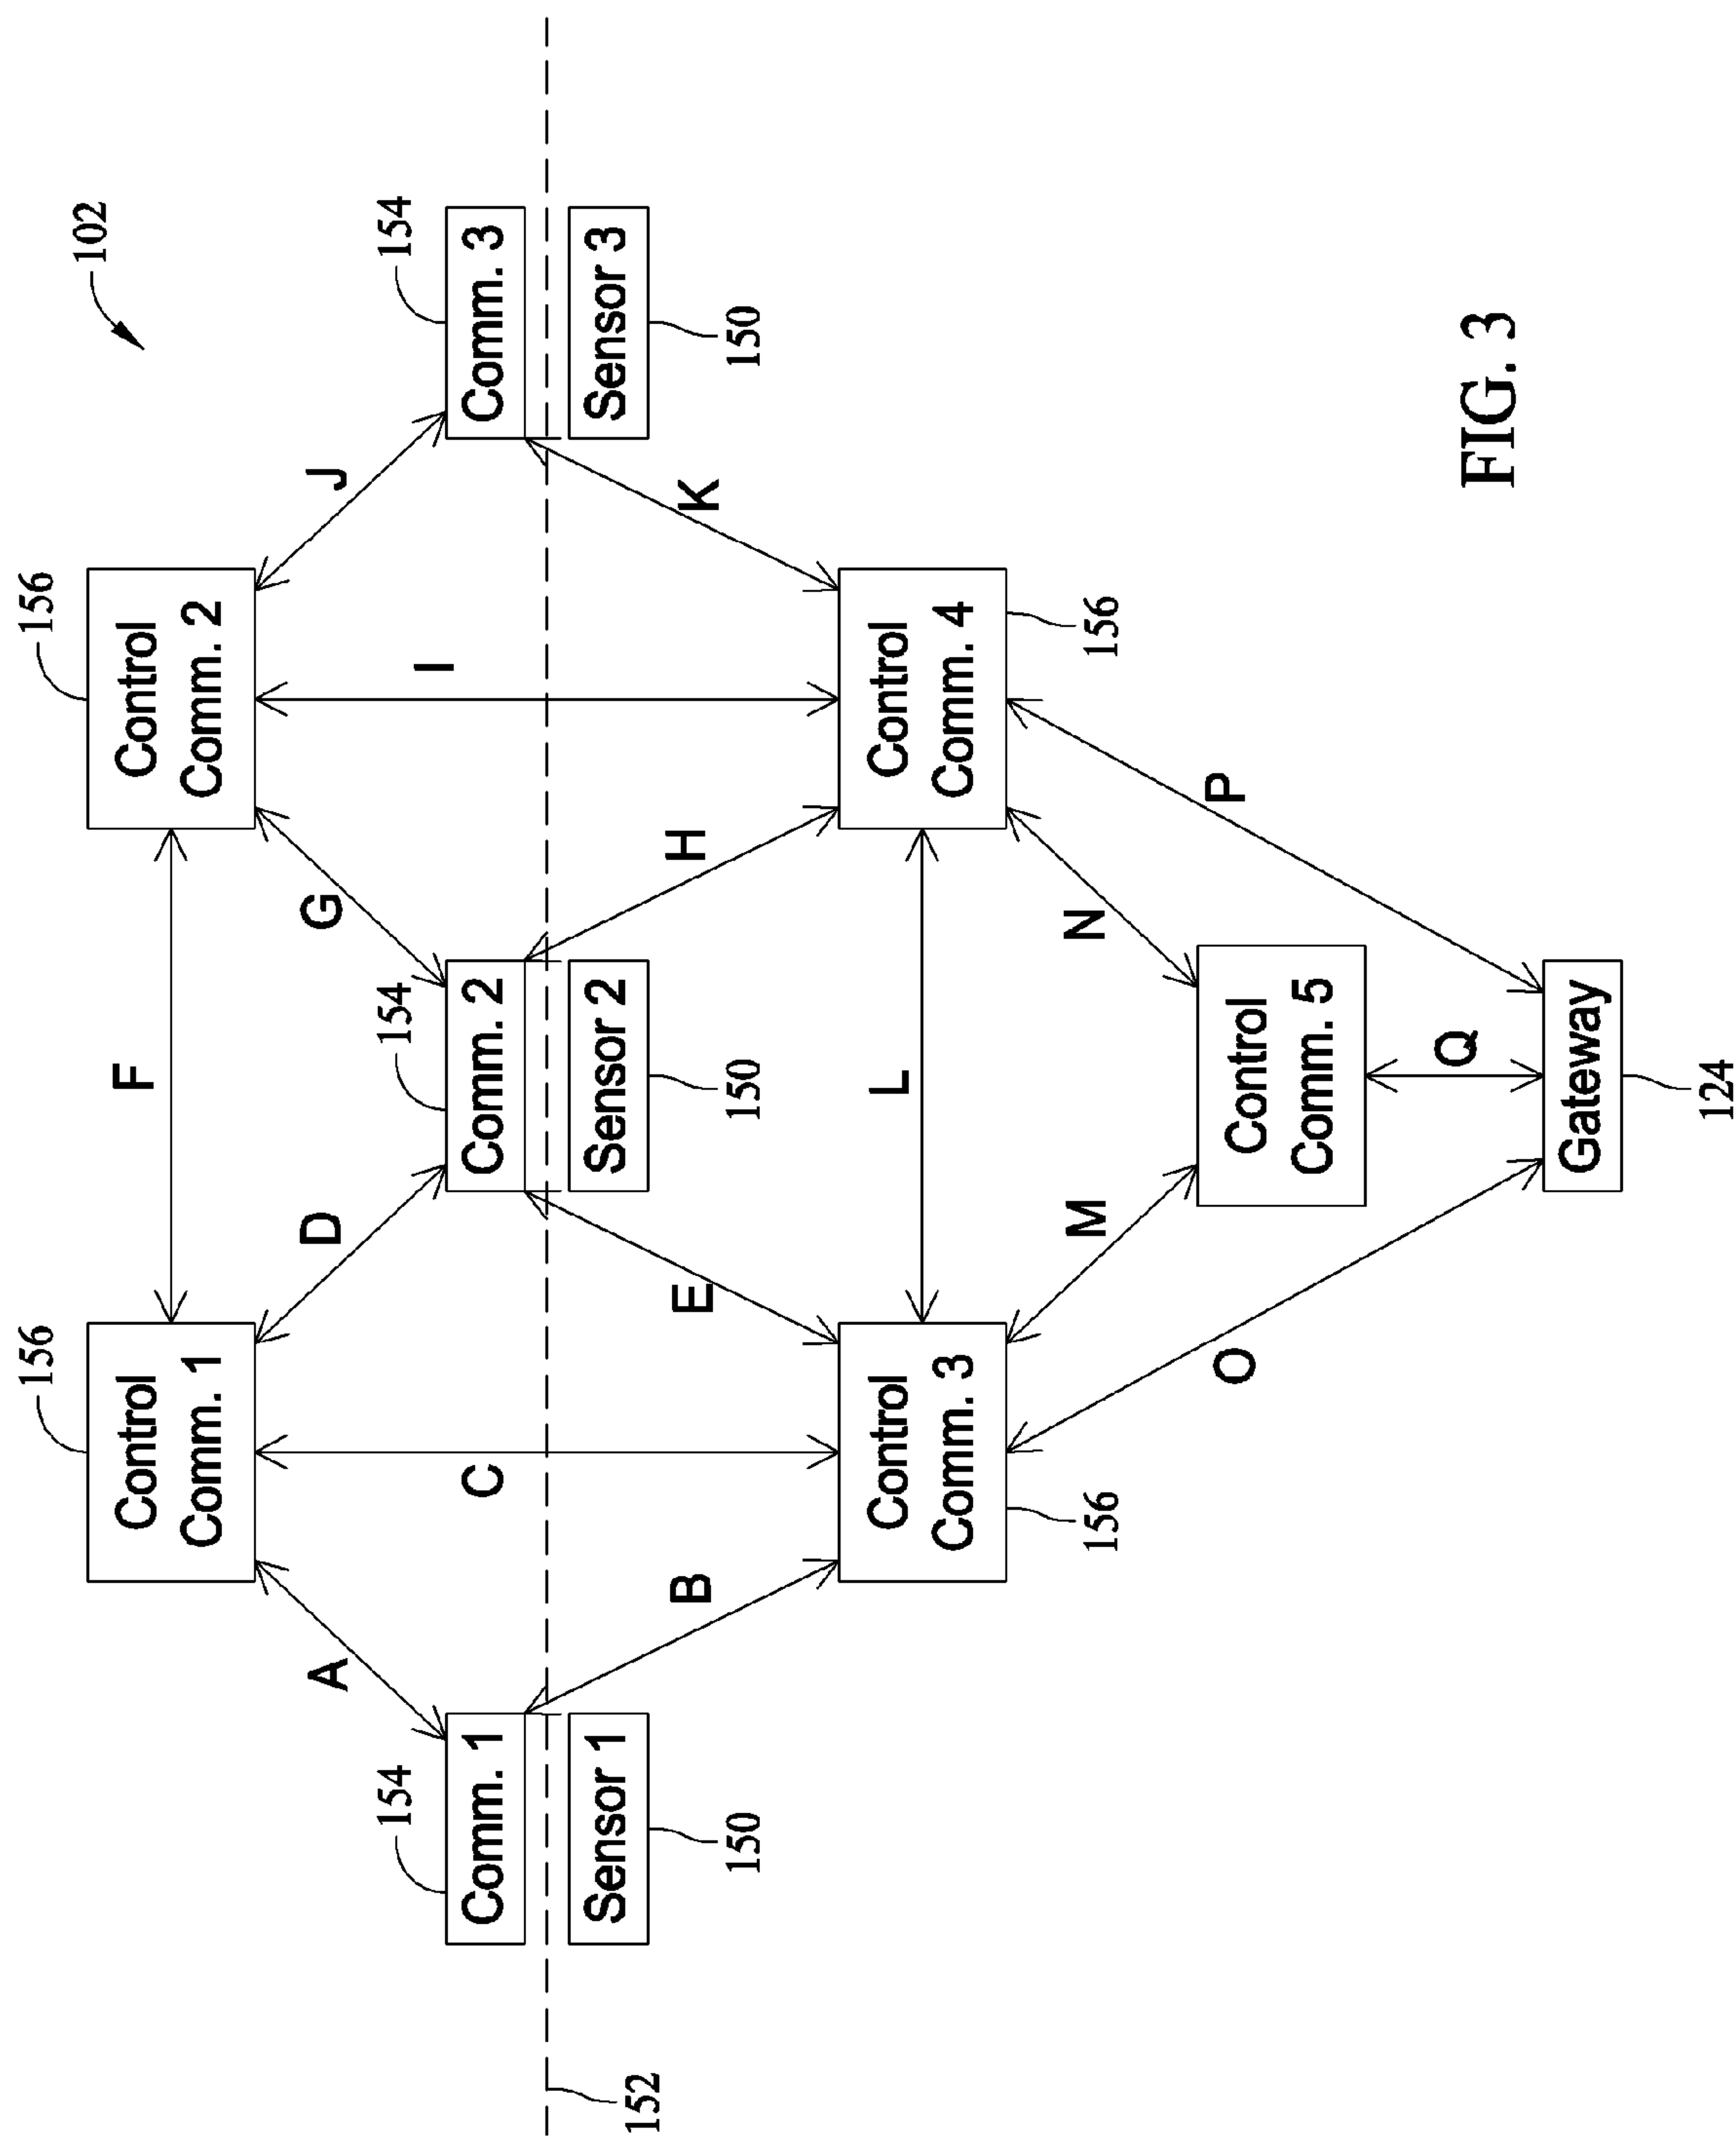 102
156
156
Control
Comm. 1
F
Control
Comm. 2
A
D
G
J
154
154
154
Comm. 1
C
Comm. 2
I
Comm. 3
152
Sensor 1
Sensor 2
Sensor 3
150
B
E
150
H
K
150
Control
Comm. 3
L
Control
Comm. 4
156
156
M
N
O
Control
Comm. 5
P
Q
Gateway
124
FIG. 3